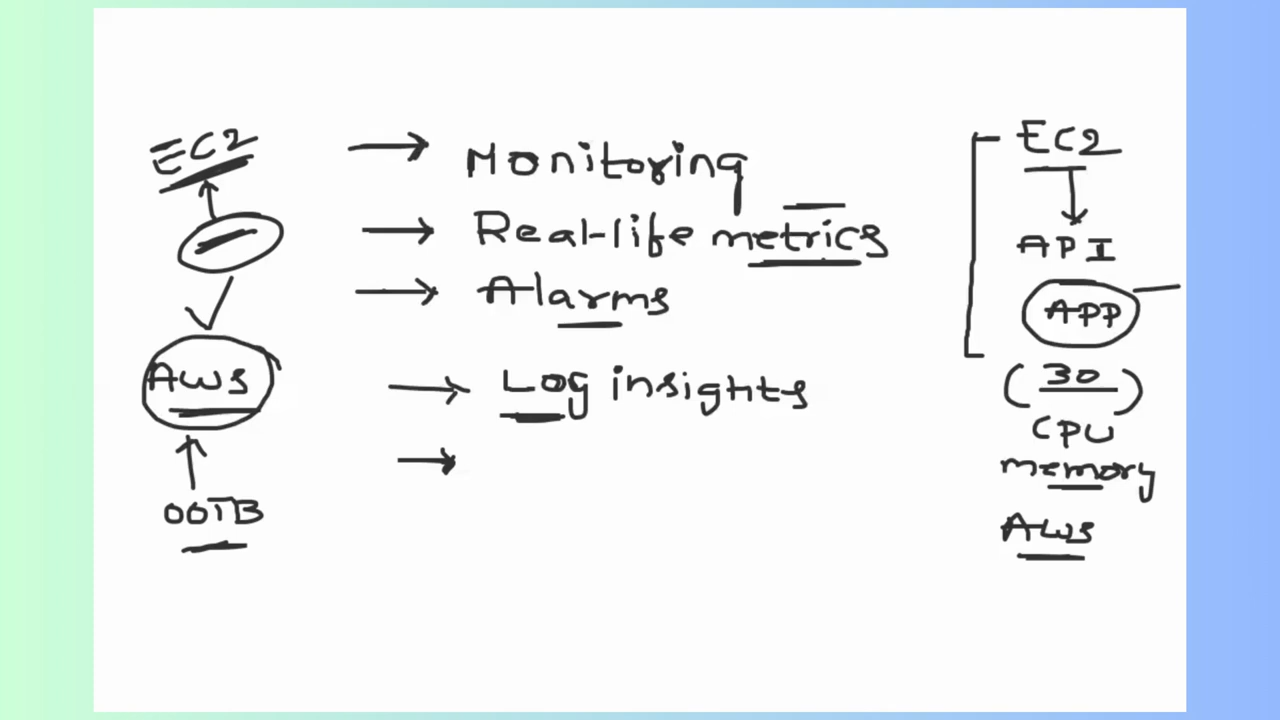 EC2
AWS
OOTB
→ Monitoring
→ Real-life metrics
→ Alarms
→ Log insights
→
EC2
API
APP
(30)
CPU
memory
AWS